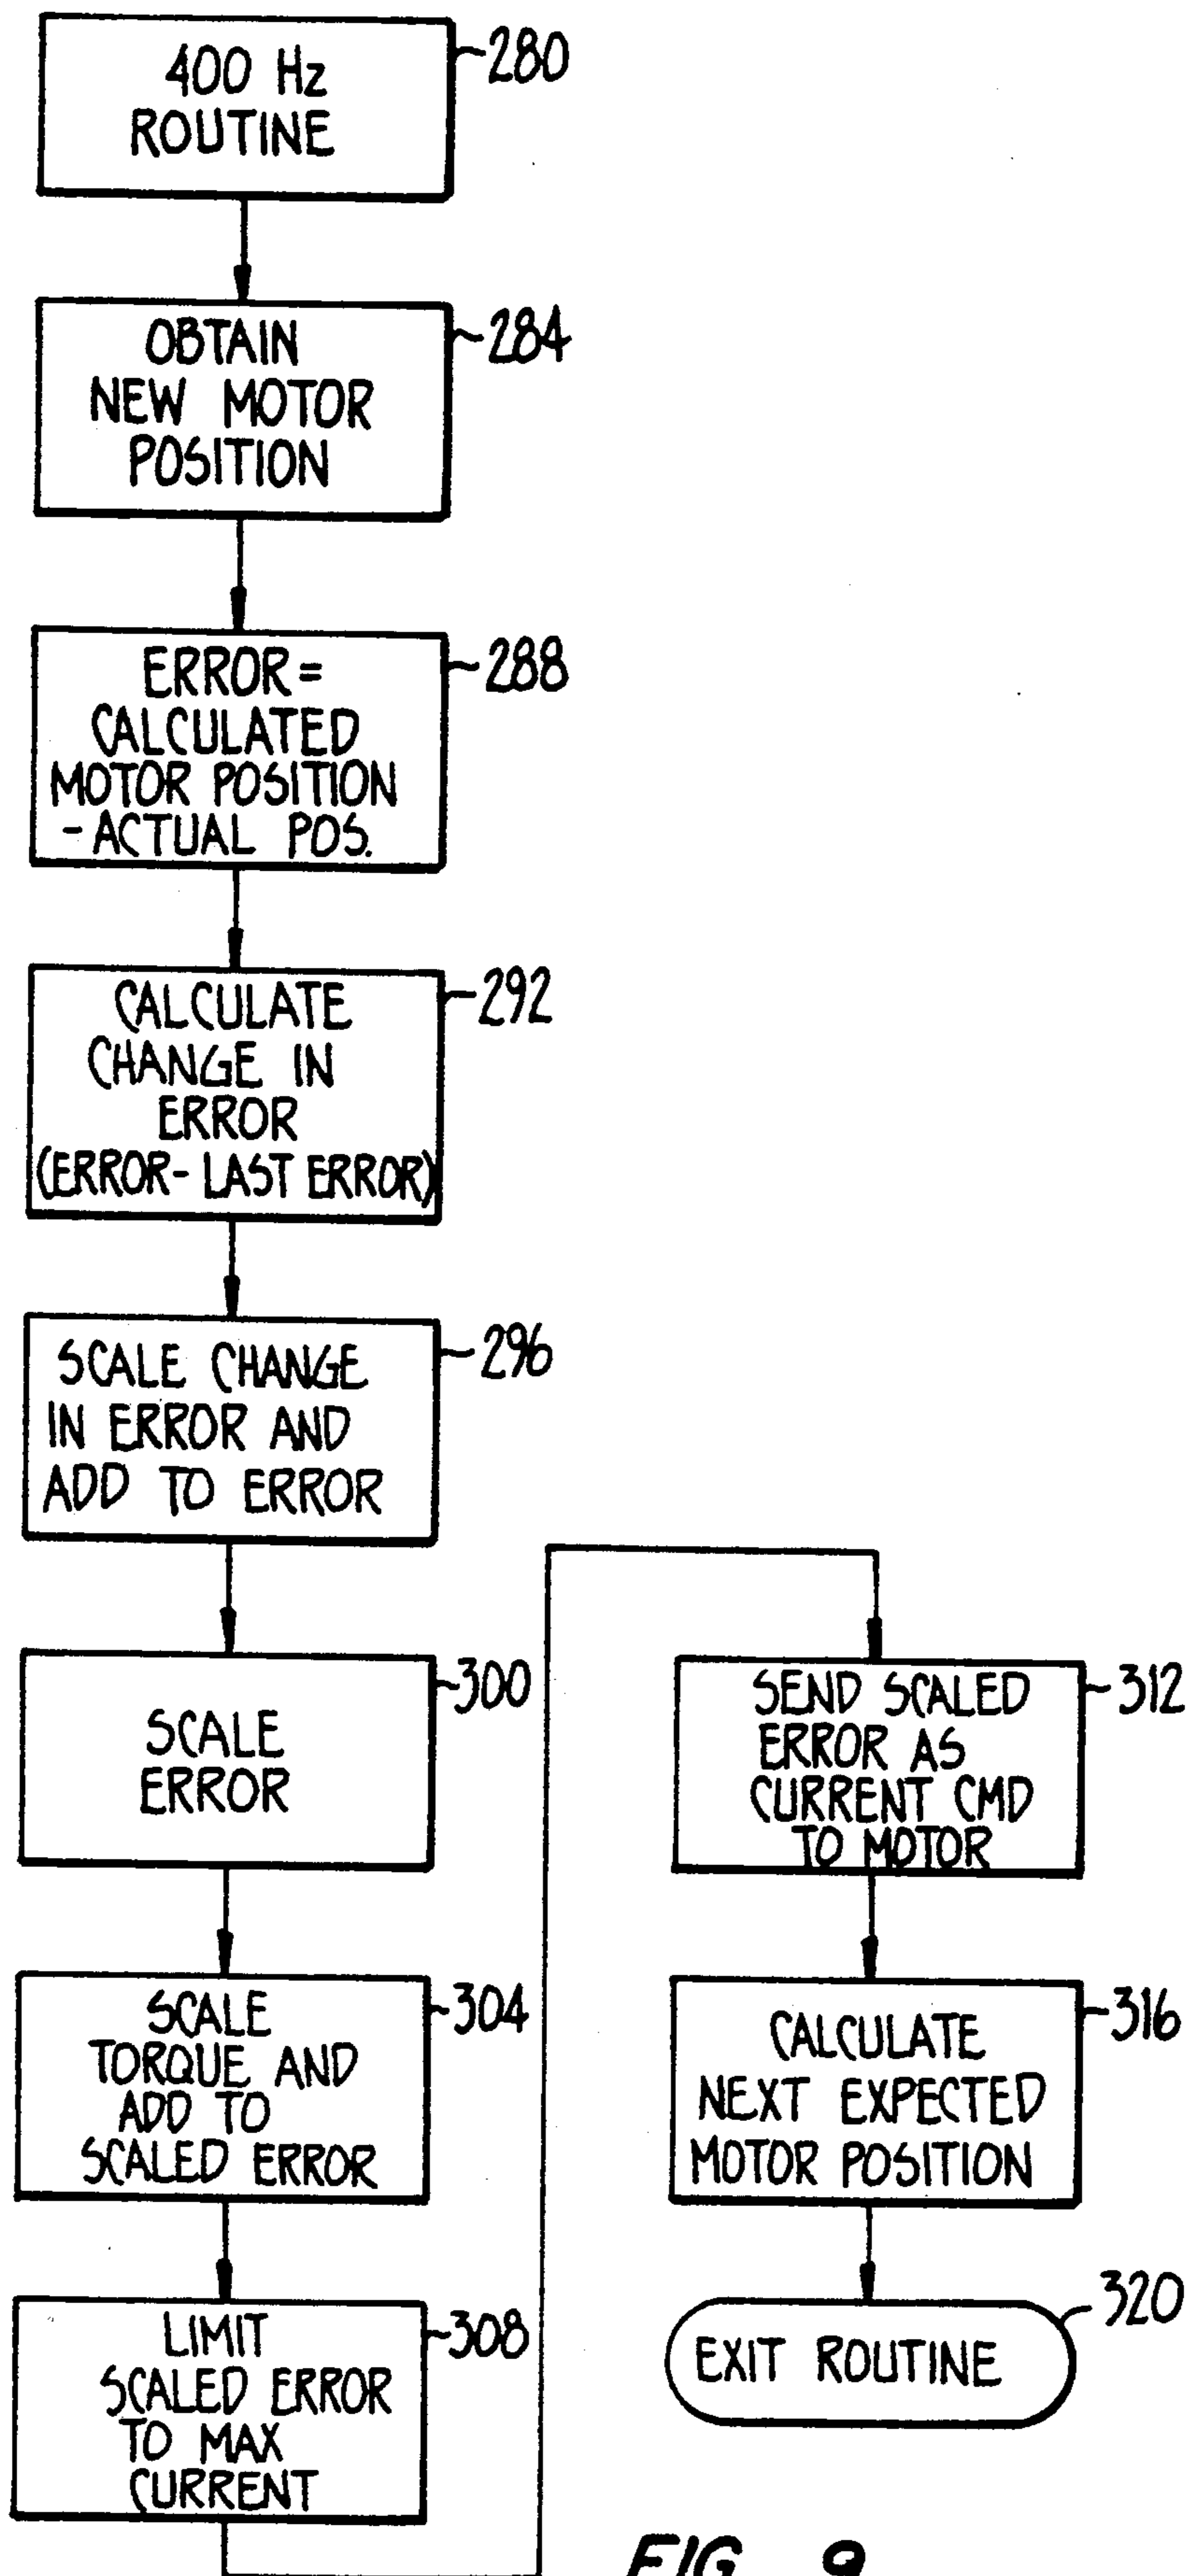 400 Hz
ROUTINE
280
OBTAIN
NEW MOTOR
POSITION
284
ERROR =
CALCULATED
MOTOR POSITION
- ACTUAL POS.
288
CALCULATE
CHANGE IN
ERROR
(ERROR - LAST ERROR)
292
SCALE CHANGE
IN ERROR AND
ADD TO ERROR
296
SCALE
ERROR
300
SCALE
TORQUE AND
ADD TO
SCALED ERROR
304
LIMIT
SCALED ERROR
TO MAX
CURRENT
308
SEND SCALED
ERROR AS
CURRENT CMD
TO MOTOR
312
CALCULATE
NEXT EXPECTED
MOTOR POSITION
316
EXIT ROUTINE
320
FIG. 9